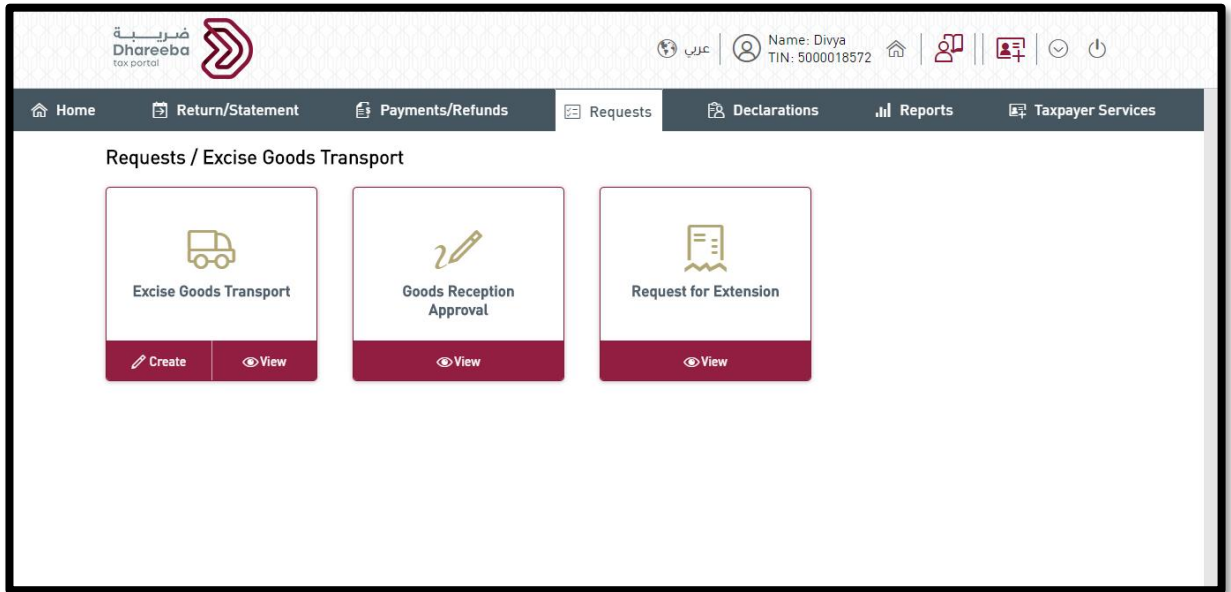 ضريبة
Dhareeba
tax portal
عربي
Name: Divya
TIN: 5000018572
Home
Return/Statement
Payments/Refunds
Requests
Declarations
Reports
Taxpayer Services
Requests / Excise Goods Transport
Excise Goods Transport
Create
View
Goods Reception
Approval
View
Request for Extension
View